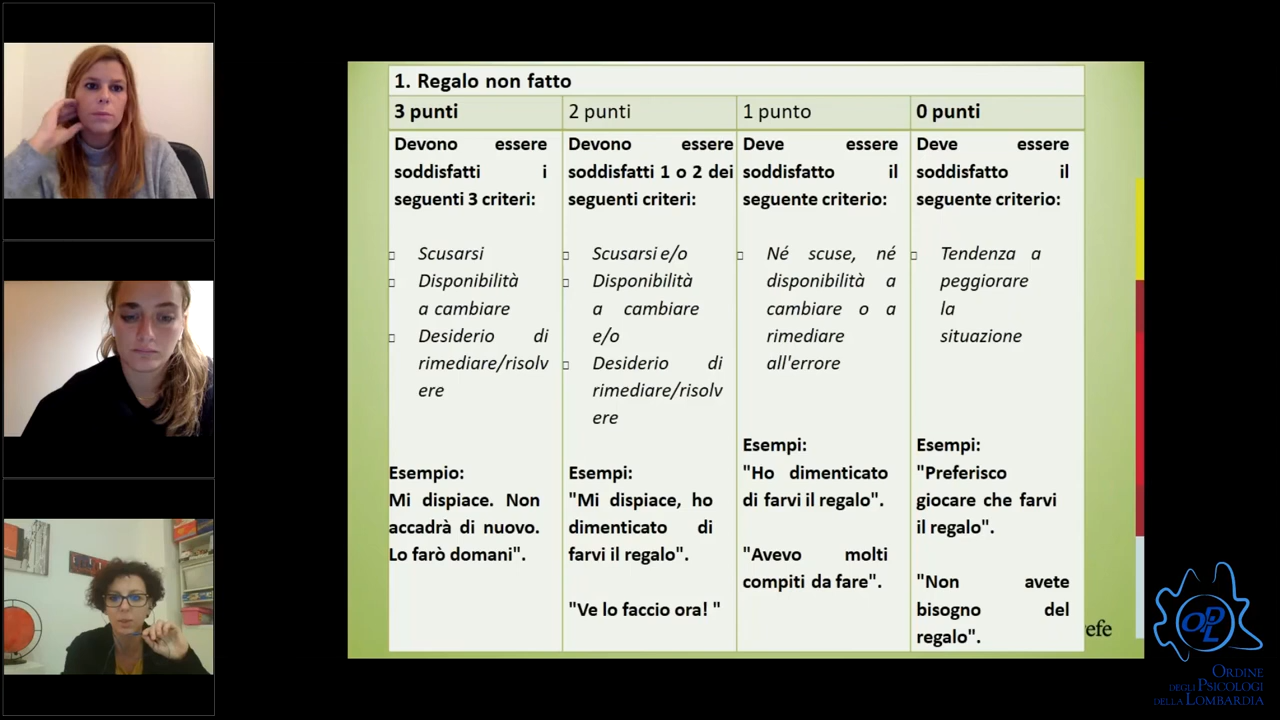 1. Regalo non fatto
3 punti
2 punti
1 punto
0 punti
Devono essere
soddisfatti i
seguenti 3 criteri:
Scusarsi
Disponibilità
a cambiare
Desiderio di
rimediare/risolv
ere
Esempio:
Mi dispiace. Non
accadrà di nuovo.
Lo farò domani".
Devono essere
soddisfatti 1 o 2 dei
seguenti criteri:
Scusarsi e/o
Disponibilità
a cambiare
e/o
Desiderio di
rimediare/risolv
ere
Esempi:
"Mi dispiace, ho
dimenticato di
farvi il regalo".
"Ve lo faccio ora! "
Deve essere
soddisfatto il
seguente criterio:
Né scuse, né
disponibilità a
cambiare o a
rimediare
all'errore
Esempi:
"Ho dimenticato
di farvi il regalo".
"Avevo molti
compiti da fare".
Deve essere
soddisfatto il
seguente criterio:
Tendenza a
peggiorare
la
situazione
Esempi:
"Preferisco
giocare che farvi
il regalo".
"Non avete
bisogno del
regalo".
efe
OPL
ORDINE
DEGLI PSICOLOGI
DELLA LOMBARDIA